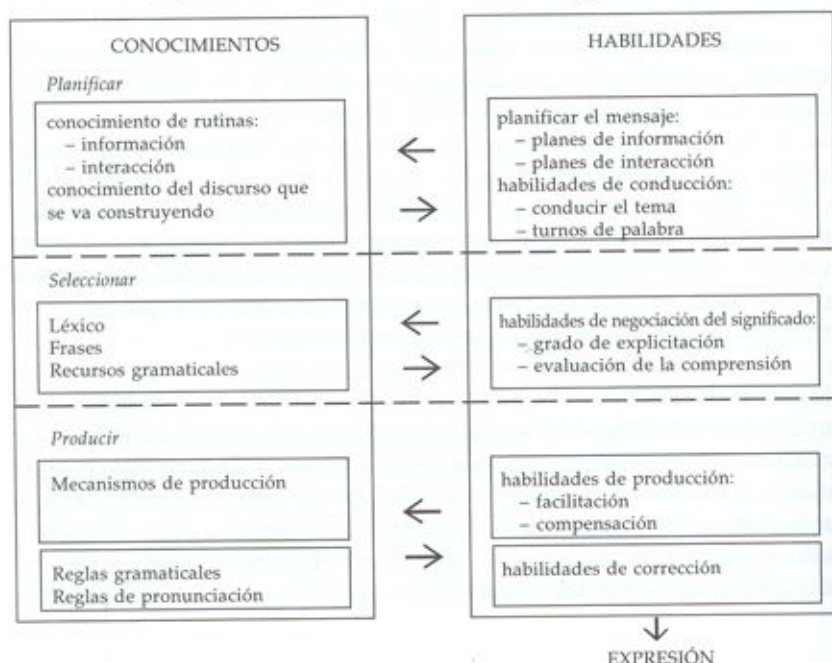 CONOCIMIENTOS
Planificar
conocimiento de rutinas:
– información
– interacción
conocimiento del discurso que
se va construyendo
Seleccionar
Léxico
Frases
Recursos gramaticales
Producir
Mecanismos de producción
Reglas gramaticales
Reglas de pronunciación
HABILIDADES
planificar el mensaje:
– planes de información
– planes de interacción
habilidades de conducción:
– conducir el tema
– turnos de palabra
habilidades de negociación del significado:
– grado de explicitación
– evaluación de la comprensión
habilidades de producción:
– facilitación
– compensación
habilidades de corrección
EXPRESIÓN